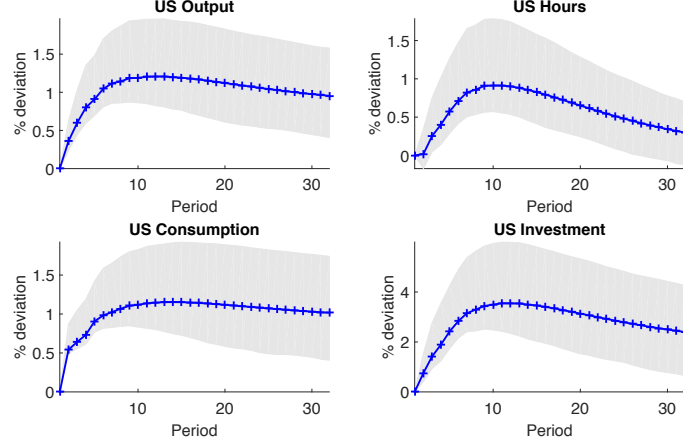 US Output
% deviation
1.5
1
0.5
0
10
20
30
Period
US Hours
% deviation
1.5
1
0.5
0
10
20
30
Period
US Consumption
% deviation
1.5
1
0.5
0
10
20
30
Period
US Investment
% deviation
4
2
0
10
20
30
Period